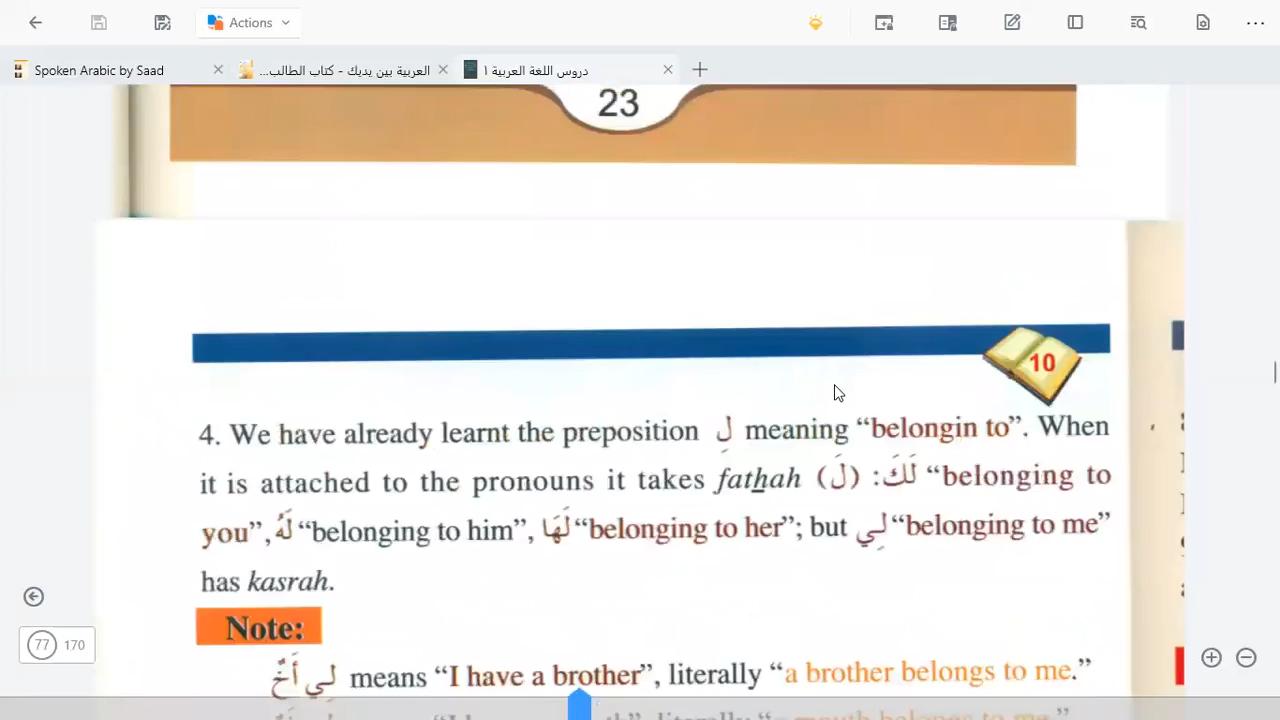 Actions
Spoken Arabic by Saad
العربية بين يديك - كتاب الطالب...
دروس اللغة العربية ١
23
10
4. We have already learnt the preposition لِ meaning “belongin to”. When
it is attached to the pronouns it takes fathah (لَ) :لَكَ “belonging to
you”, لَهُ “belonging to him”, لَهَا “belonging to her”; but لِي “belonging to me”
has kasrah.
Note:
لِي أَخٌ means “I have a brother”, literally “a brother belongs to me.”
literally
77 170